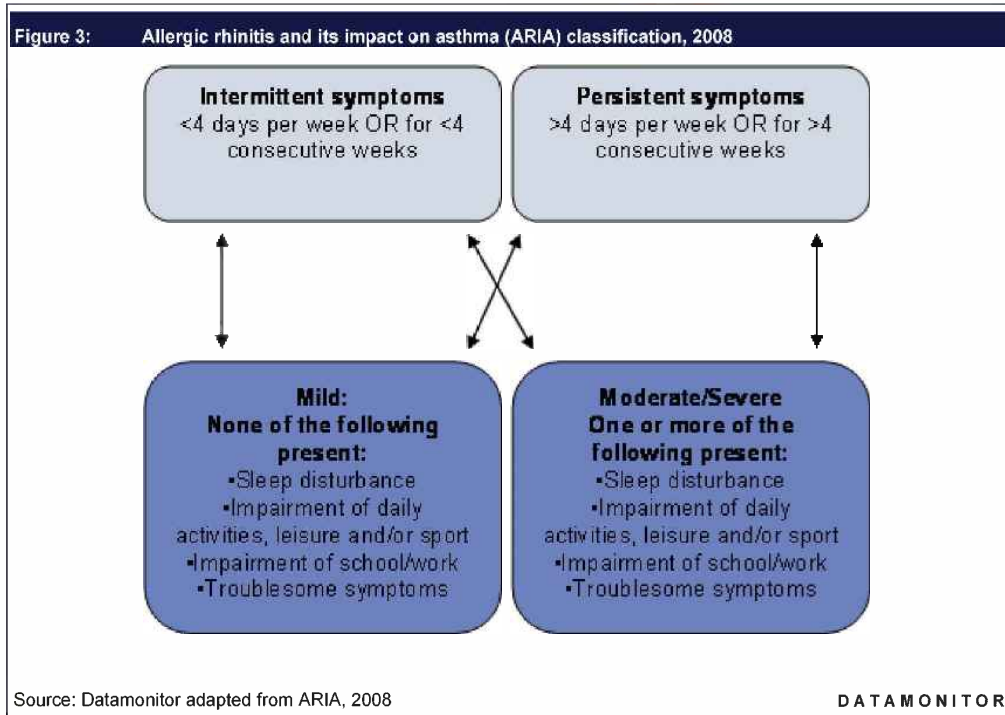 Figure 3: Allergic rhinitis and its impact on asthma (ARIA) classification, 2008
Intermittent symptoms
<4 days per week OR for <4
consecutive weeks
Persistent symptoms
>4 days per week OR for >4
consecutive weeks
Mild:
None of the following
present:
▪Sleep disturbance
▪Impairment of daily
activities, leisure and/or sport
▪Impairment of school/work
▪Troublesome symptoms
Moderate/Severe
One or more of the
following present:
▪Sleep disturbance
▪Impairment of daily
activities, leisure and/or sport
▪Impairment of school/work
▪Troublesome symptoms
Source: Datamonitor adapted from ARIA, 2008
DATAMONITOR